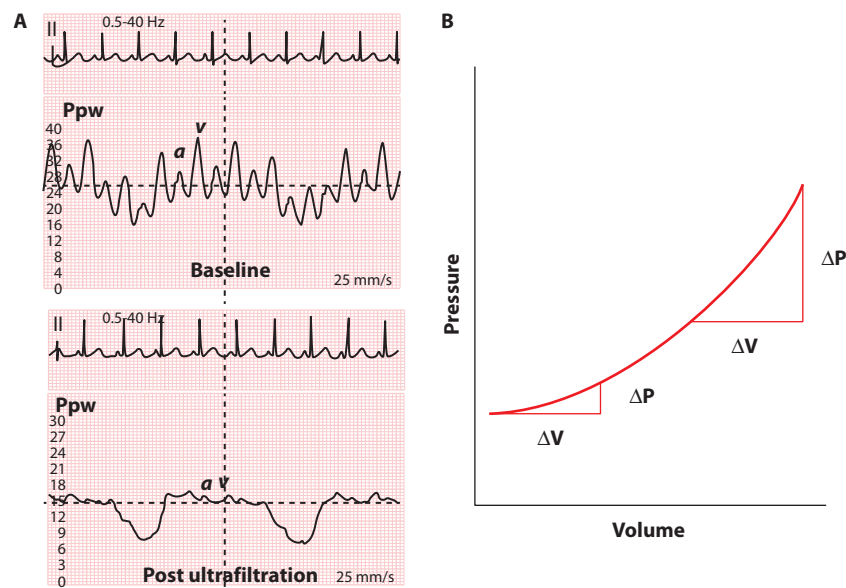 A
II
0.5-40 Hz
Ppw
40
36
32
28
24
20
16
12
8
4
0
a
v
Baseline
25 mm/s
II
0.5-40 Hz
Ppw
30
27
24
21
18
15
12
9
6
3
0
a v
Post ultrafiltration
25 mm/s
B
Pressure
ΔP
ΔV
ΔP
ΔV
Volume